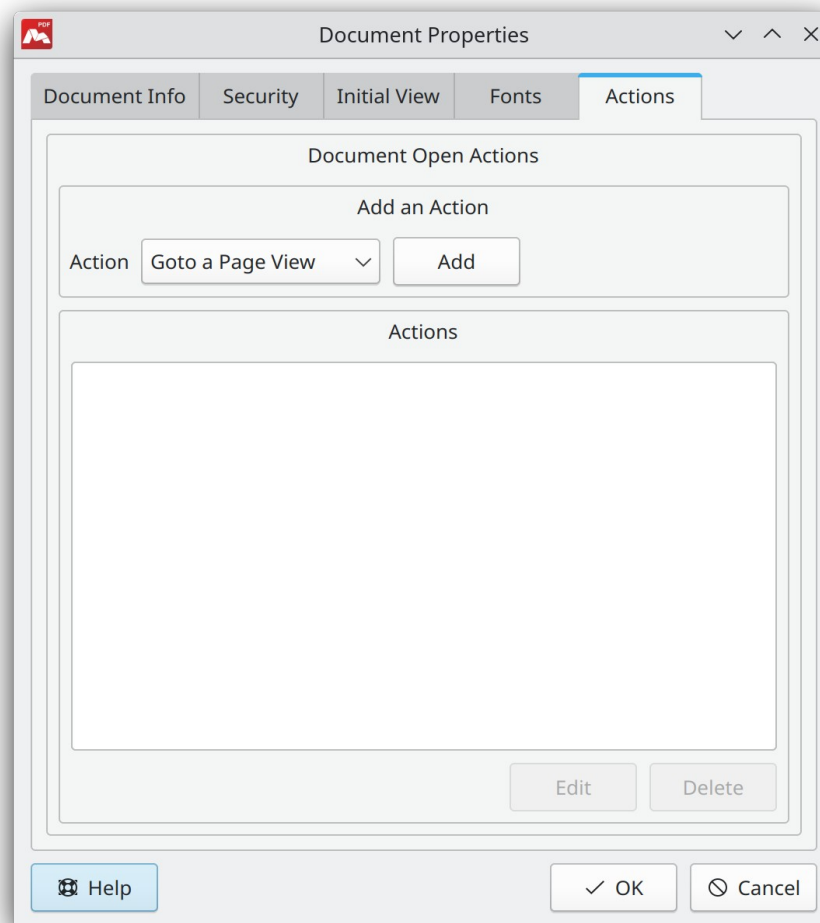 PDF
Document Properties
Document Info Security Initial View Fonts Actions
Document Open Actions
Add an Action
Action Goto a Page View Add
Actions
Edit Delete
Help OK Cancel